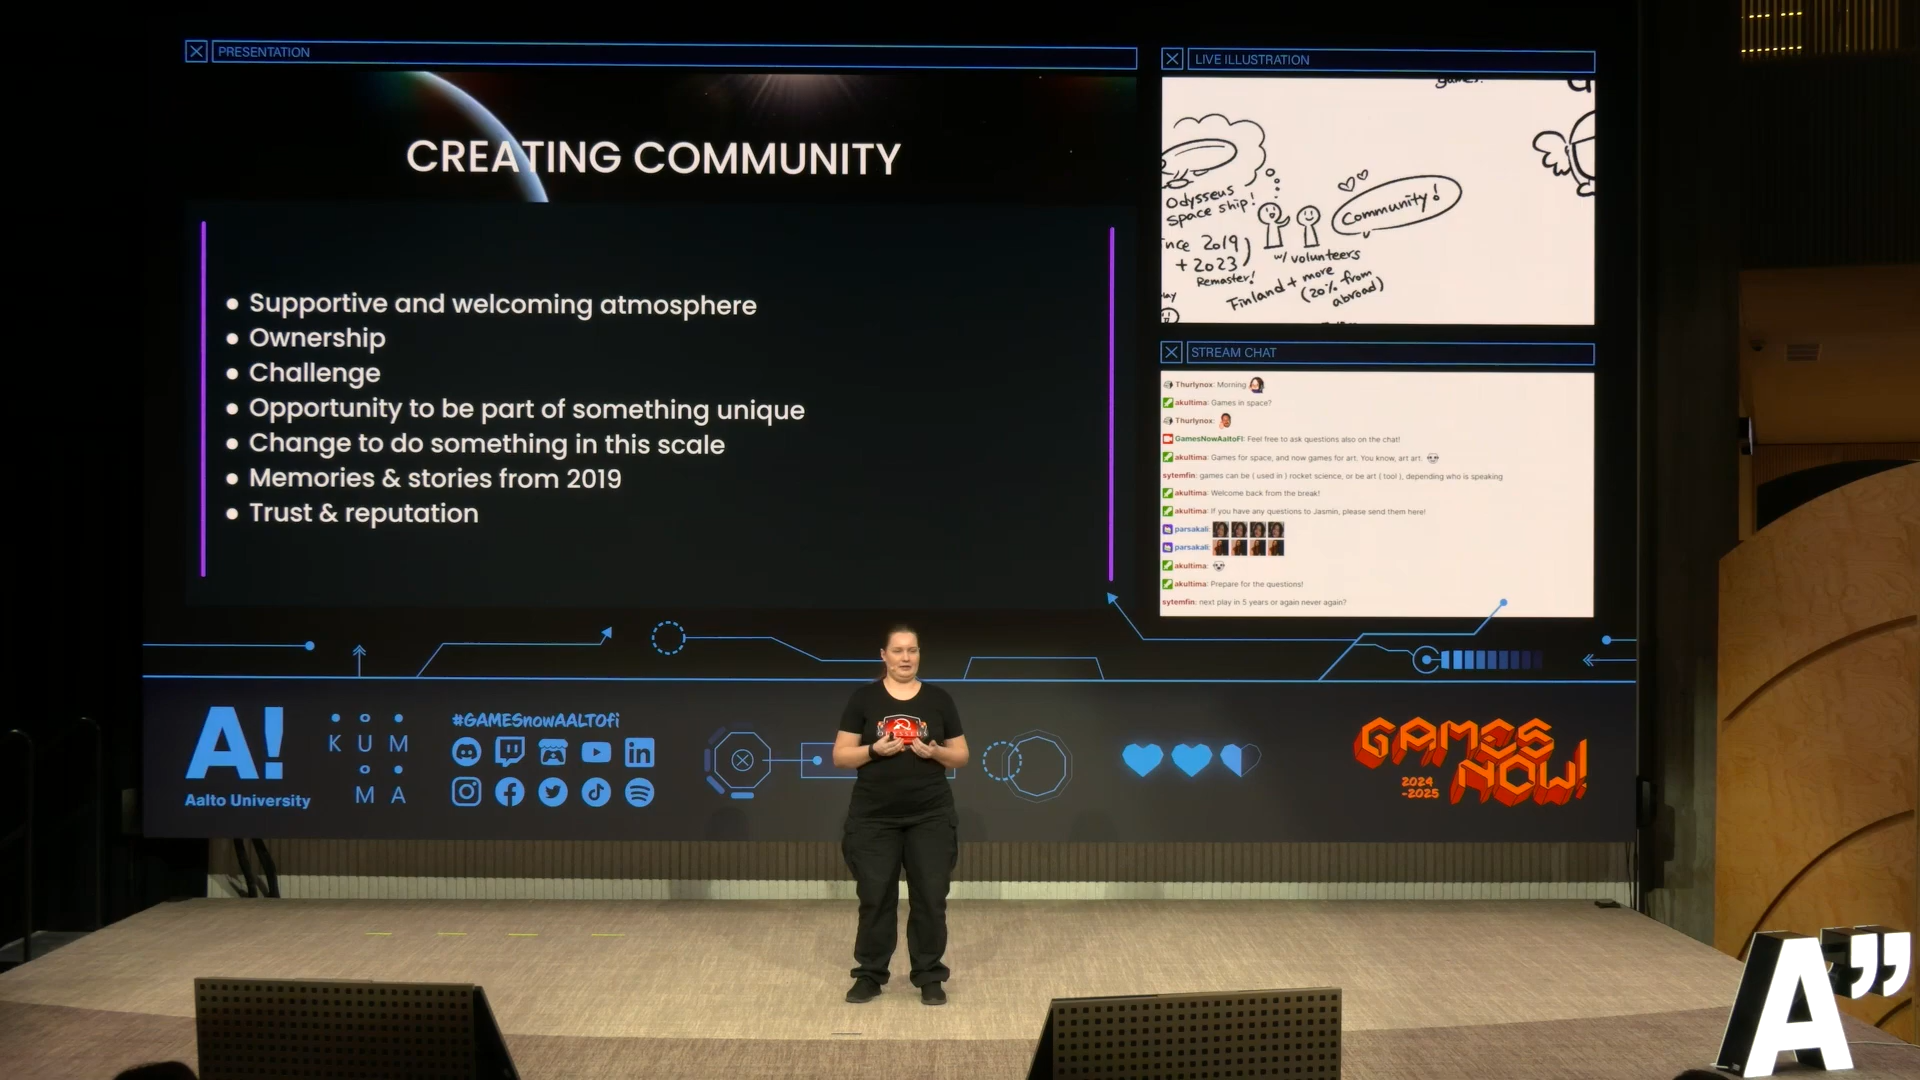 PRESENTATION
CREATING COMMUNITY
Supportive and welcoming atmosphere
Ownership
Challenge
Opportunity to be part of something unique
Change to do something in this scale
Memories & stories from 2019
Trust & reputation
LIVE ILLUSTRATION
games!
Odysseus
space ship!
Community!
nce 2019)
+ 2023
Remaster!
w/ volunteers
Finland + more
(20% from
abroad)
lay
STREAM CHAT
Thurlynox: Morning
akultima: Games in space?
Thurlynox:
GamesNowAaltoFI: Feel free to ask questions also on the chat!
akultima: Games for space, and now games for art. You know, art art.
sytemfin: games can be ( used in ) rocket science, or be art ( tool ), depending who is speaking
akultima: Welcome back from the break!
akultima: If you have any questions to Jasmin, please send them here!
parsakali:
parsakali:
akultima:
akultima: Prepare for the questions!
sytemfin: next play in 5 years or again never again?
A!
Aalto University
KUM
MA
#GAMESnowAALTOfi
in
ODYSSEUS
GAMES
NOW!
2024
-2025
A”